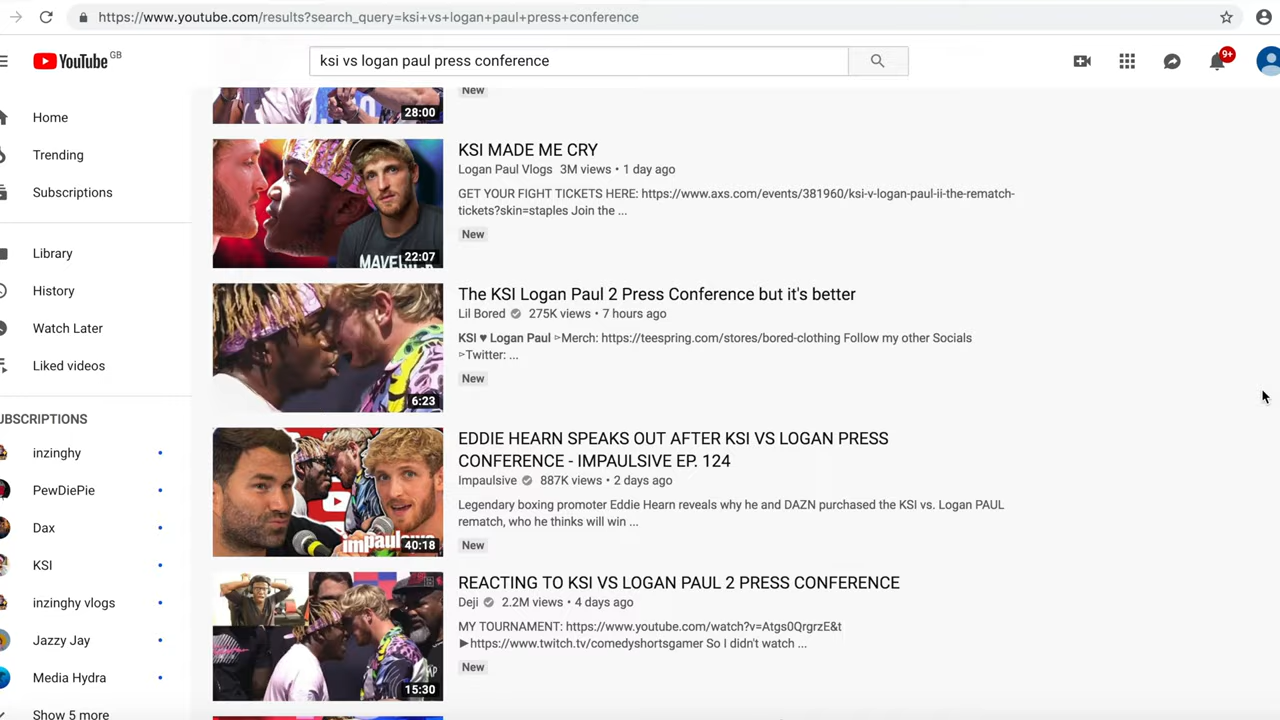 https://www.youtube.com/results?search_query=ksi+vs+logan+paul+press+conference
YouTube GB
ksi vs logan paul press conference
9+
Home
Trending
Subscriptions
Library
History
Watch Later
Liked videos
UBSCRIPTIONS
inzinghy
PewDiePie
Dax
KSI
inzinghy vlogs
Jazzy Jay
Media Hydra
Show 5 more
28:00
New
KSI MADE ME CRY
Logan Paul Vlogs 3M views • 1 day ago
GET YOUR FIGHT TICKETS HERE: https://www.axs.com/events/381960/ksi-v-logan-paul-ii-the-rematch-
tickets?skin=staples Join the ...
New
22:07
The KSI Logan Paul 2 Press Conference but it's better
Lil Bored 275K views • 7 hours ago
KSI ♥ Logan Paul ▻Merch: https://teespring.com/stores/bored-clothing Follow my other Socials
▻Twitter: ...
New
6:23
EDDIE HEARN SPEAKS OUT AFTER KSI VS LOGAN PRESS
CONFERENCE - IMPAULSIVE EP. 124
Impaulsive 887K views • 2 days ago
Legendary boxing promoter Eddie Hearn reveals why he and DAZN purchased the KSI vs. Logan PAUL
rematch, who he thinks will win ...
New
40:18
REACTING TO KSI VS LOGAN PAUL 2 PRESS CONFERENCE
Deji 2.2M views • 4 days ago
MY TOURNAMENT: https://www.youtube.com/watch?v=Atgs0QrgrzE&t
►https://www.twitch.tv/comedyshortsgamer So I didn't watch ...
New
15:30